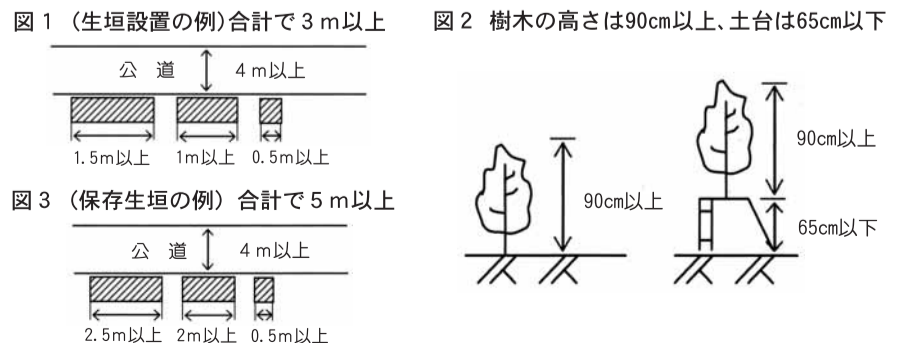 図1 (生垣設置の例)合計で3m以上
公 道 4m以上
1.5m以上 1m以上 0.5m以上
図3 (保存生垣の例) 合計で5m以上
公 道 4m以上
2.5m以上 2m以上 0.5m以上
図2 樹木の高さは90cm以上、土台は65cm以下
90cm以上
90cm以上
65cm以下